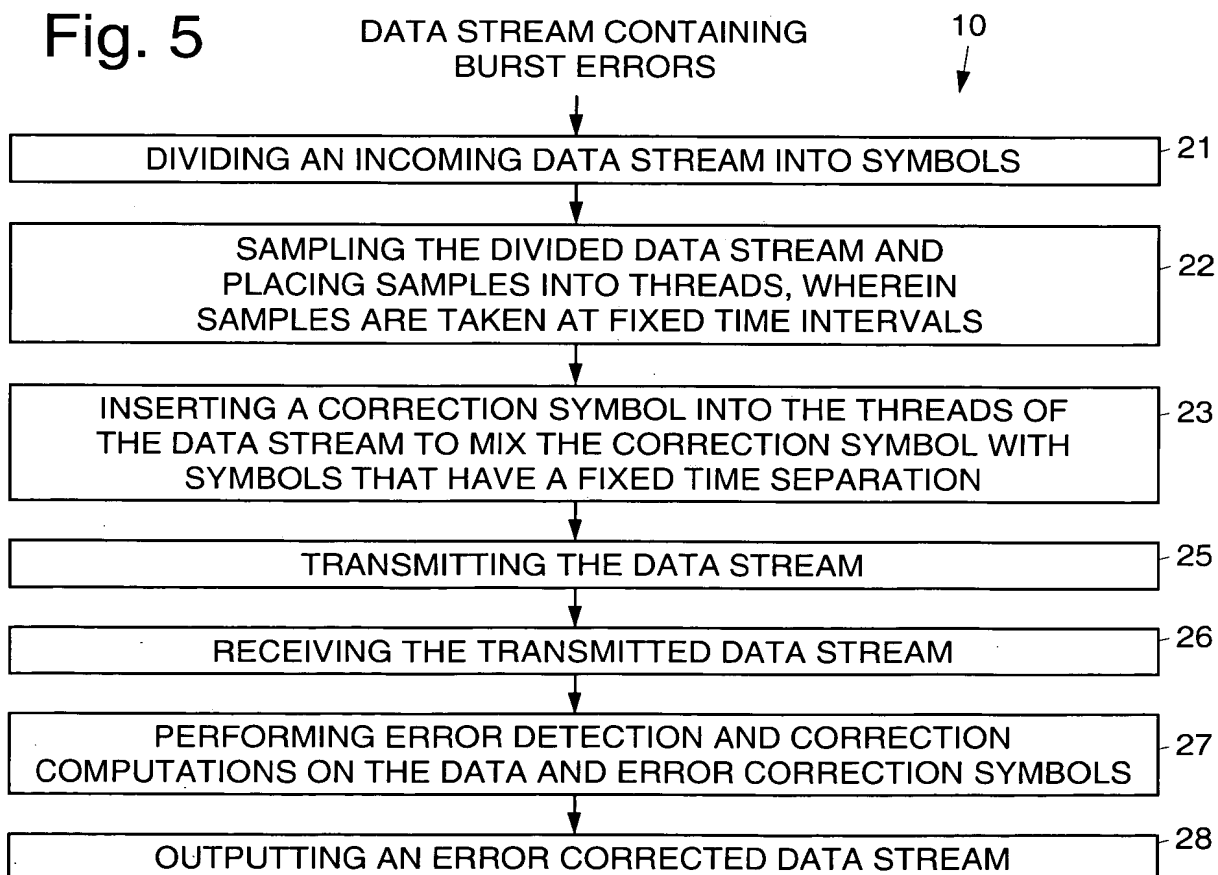 Fig. 5
DATA STREAM CONTAINING
BURST ERRORS
10
DIVIDING AN INCOMING DATA STREAM INTO SYMBOLS
21
SAMPLING THE DIVIDED DATA STREAM AND
PLACING SAMPLES INTO THREADS, WHEREIN
SAMPLES ARE TAKEN AT FIXED TIME INTERVALS
22
INSERTING A CORRECTION SYMBOL INTO THE THREADS OF
THE DATA STREAM TO MIX THE CORRECTION SYMBOL WITH
SYMBOLS THAT HAVE A FIXED TIME SEPARATION
23
TRANSMITTING THE DATA STREAM
25
RECEIVING THE TRANSMITTED DATA STREAM
26
PERFORMING ERROR DETECTION AND CORRECTION
COMPUTATIONS ON THE DATA AND ERROR CORRECTION SYMBOLS
27
OUTPUTTING AN ERROR CORRECTED DATA STREAM
28